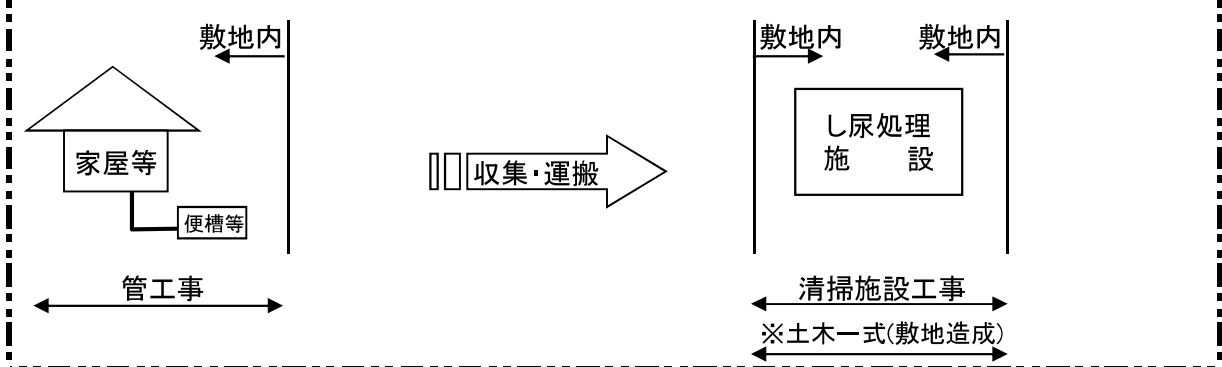 敷地内
家屋等
便槽等
管工事
収集・運搬
敷地内
敷地内
し尿処理
施設
清掃施設工事
※土木一式(敷地造成)